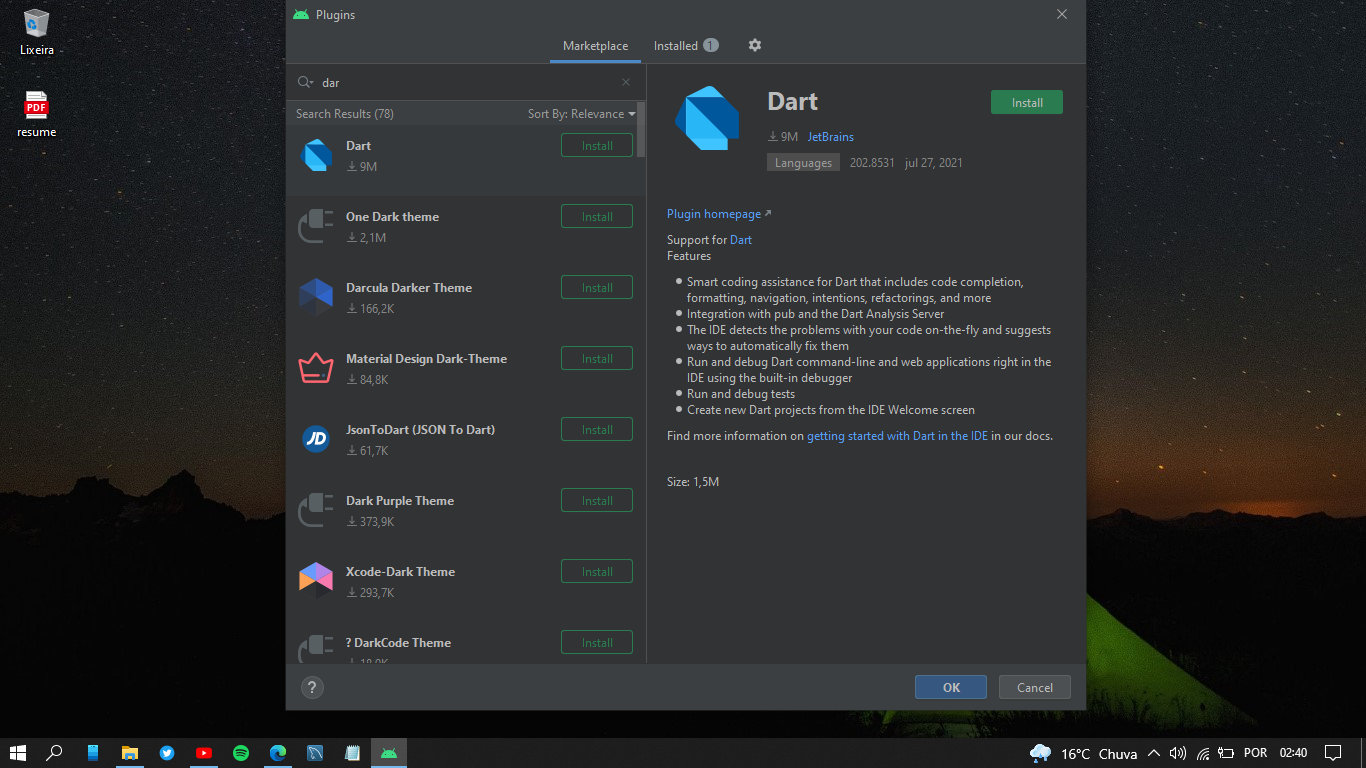 Lixeira
PDF
resume
Plugins
Marketplace
Installed 1
dar
Search Results (78)
Sort By: Relevance
Dart
Install
9M
One Dark theme
Install
2,1M
Darcula Darker Theme
Install
166,2K
Material Design Dark-Theme
Install
84,8K
JD
JsonToDart (JSON To Dart)
Install
61,7K
Dark Purple Theme
Install
373,9K
Xcode-Dark Theme
Install
293,7K
? DarkCode Theme
Install
Dart
Install
9M JetBrains
Languages 202.8531 jul 27, 2021
Plugin homepage
Support for Dart
Features
Smart coding assistance for Dart that includes code completion,
formatting, navigation, intentions, refactorings, and more
Integration with pub and the Dart Analysis Server
The IDE detects the problems with your code on-the-fly and suggests
ways to automatically fix them
Run and debug Dart command-line and web applications right in the
IDE using the built-in debugger
Run and debug tests
Create new Dart projects from the IDE Welcome screen
Find more information on getting started with Dart in the IDE in our docs.
Size: 1,5M
?
OK
Cancel
16°C Chuva
POR
02:40